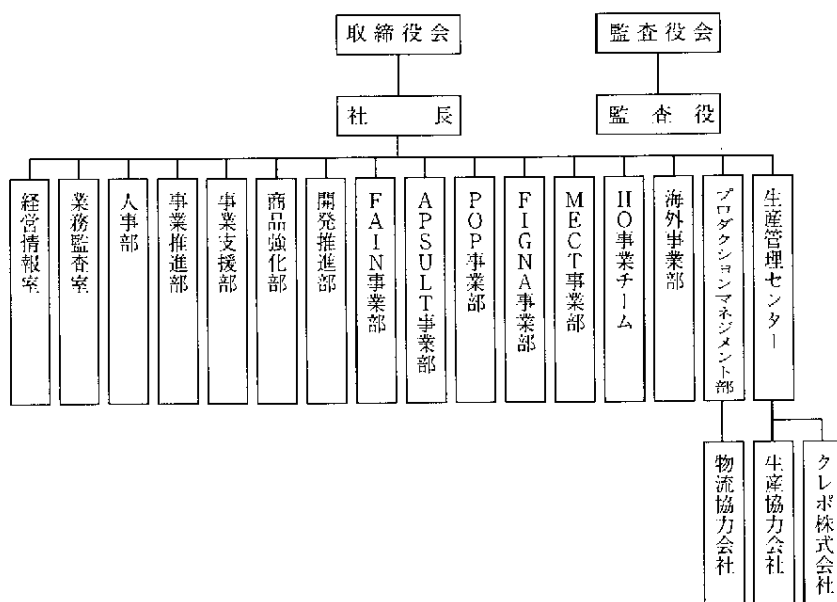 取締役会
監査役会
社長
監査役
経営情報室
業務監査室
人事部
事業推進部
事業支援部
商品強化部
開発推進部
FAIN事業部
APSULT事業部
POP事業部
FIGNA事業部
MECT事業部
HO事業チーム
海外事業部
プロダクションマネジメント部
生産管理センター
物流協力会社
生産協力会社
クレポ株式会社